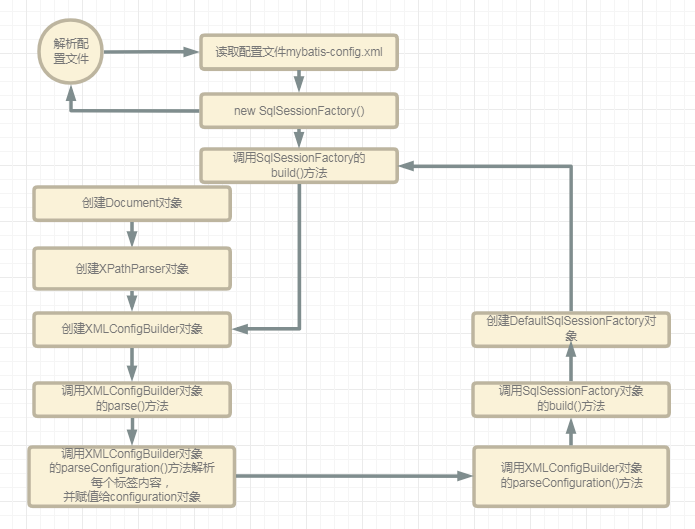 解析配
置文件
读取配置文件mybatis-config.xml
new SqlSessionFactory()
调用SqlSessionFactory的
build()方法
创建Document对象
创建XPathParser对象
创建XMLConfigBuilder对象
调用XMLConfigBuilder对象
的parse()方法
调用XMLConfigBuilder对象
的parseConfiguration()方法解析
每个标签内容，
并赋值给configuration对象
调用XMLConfigBuilder对象
的parseConfiguration()方法
调用SqlSessionFactory对象
的build()方法
创建DefaultSqlSessionFactory对
象